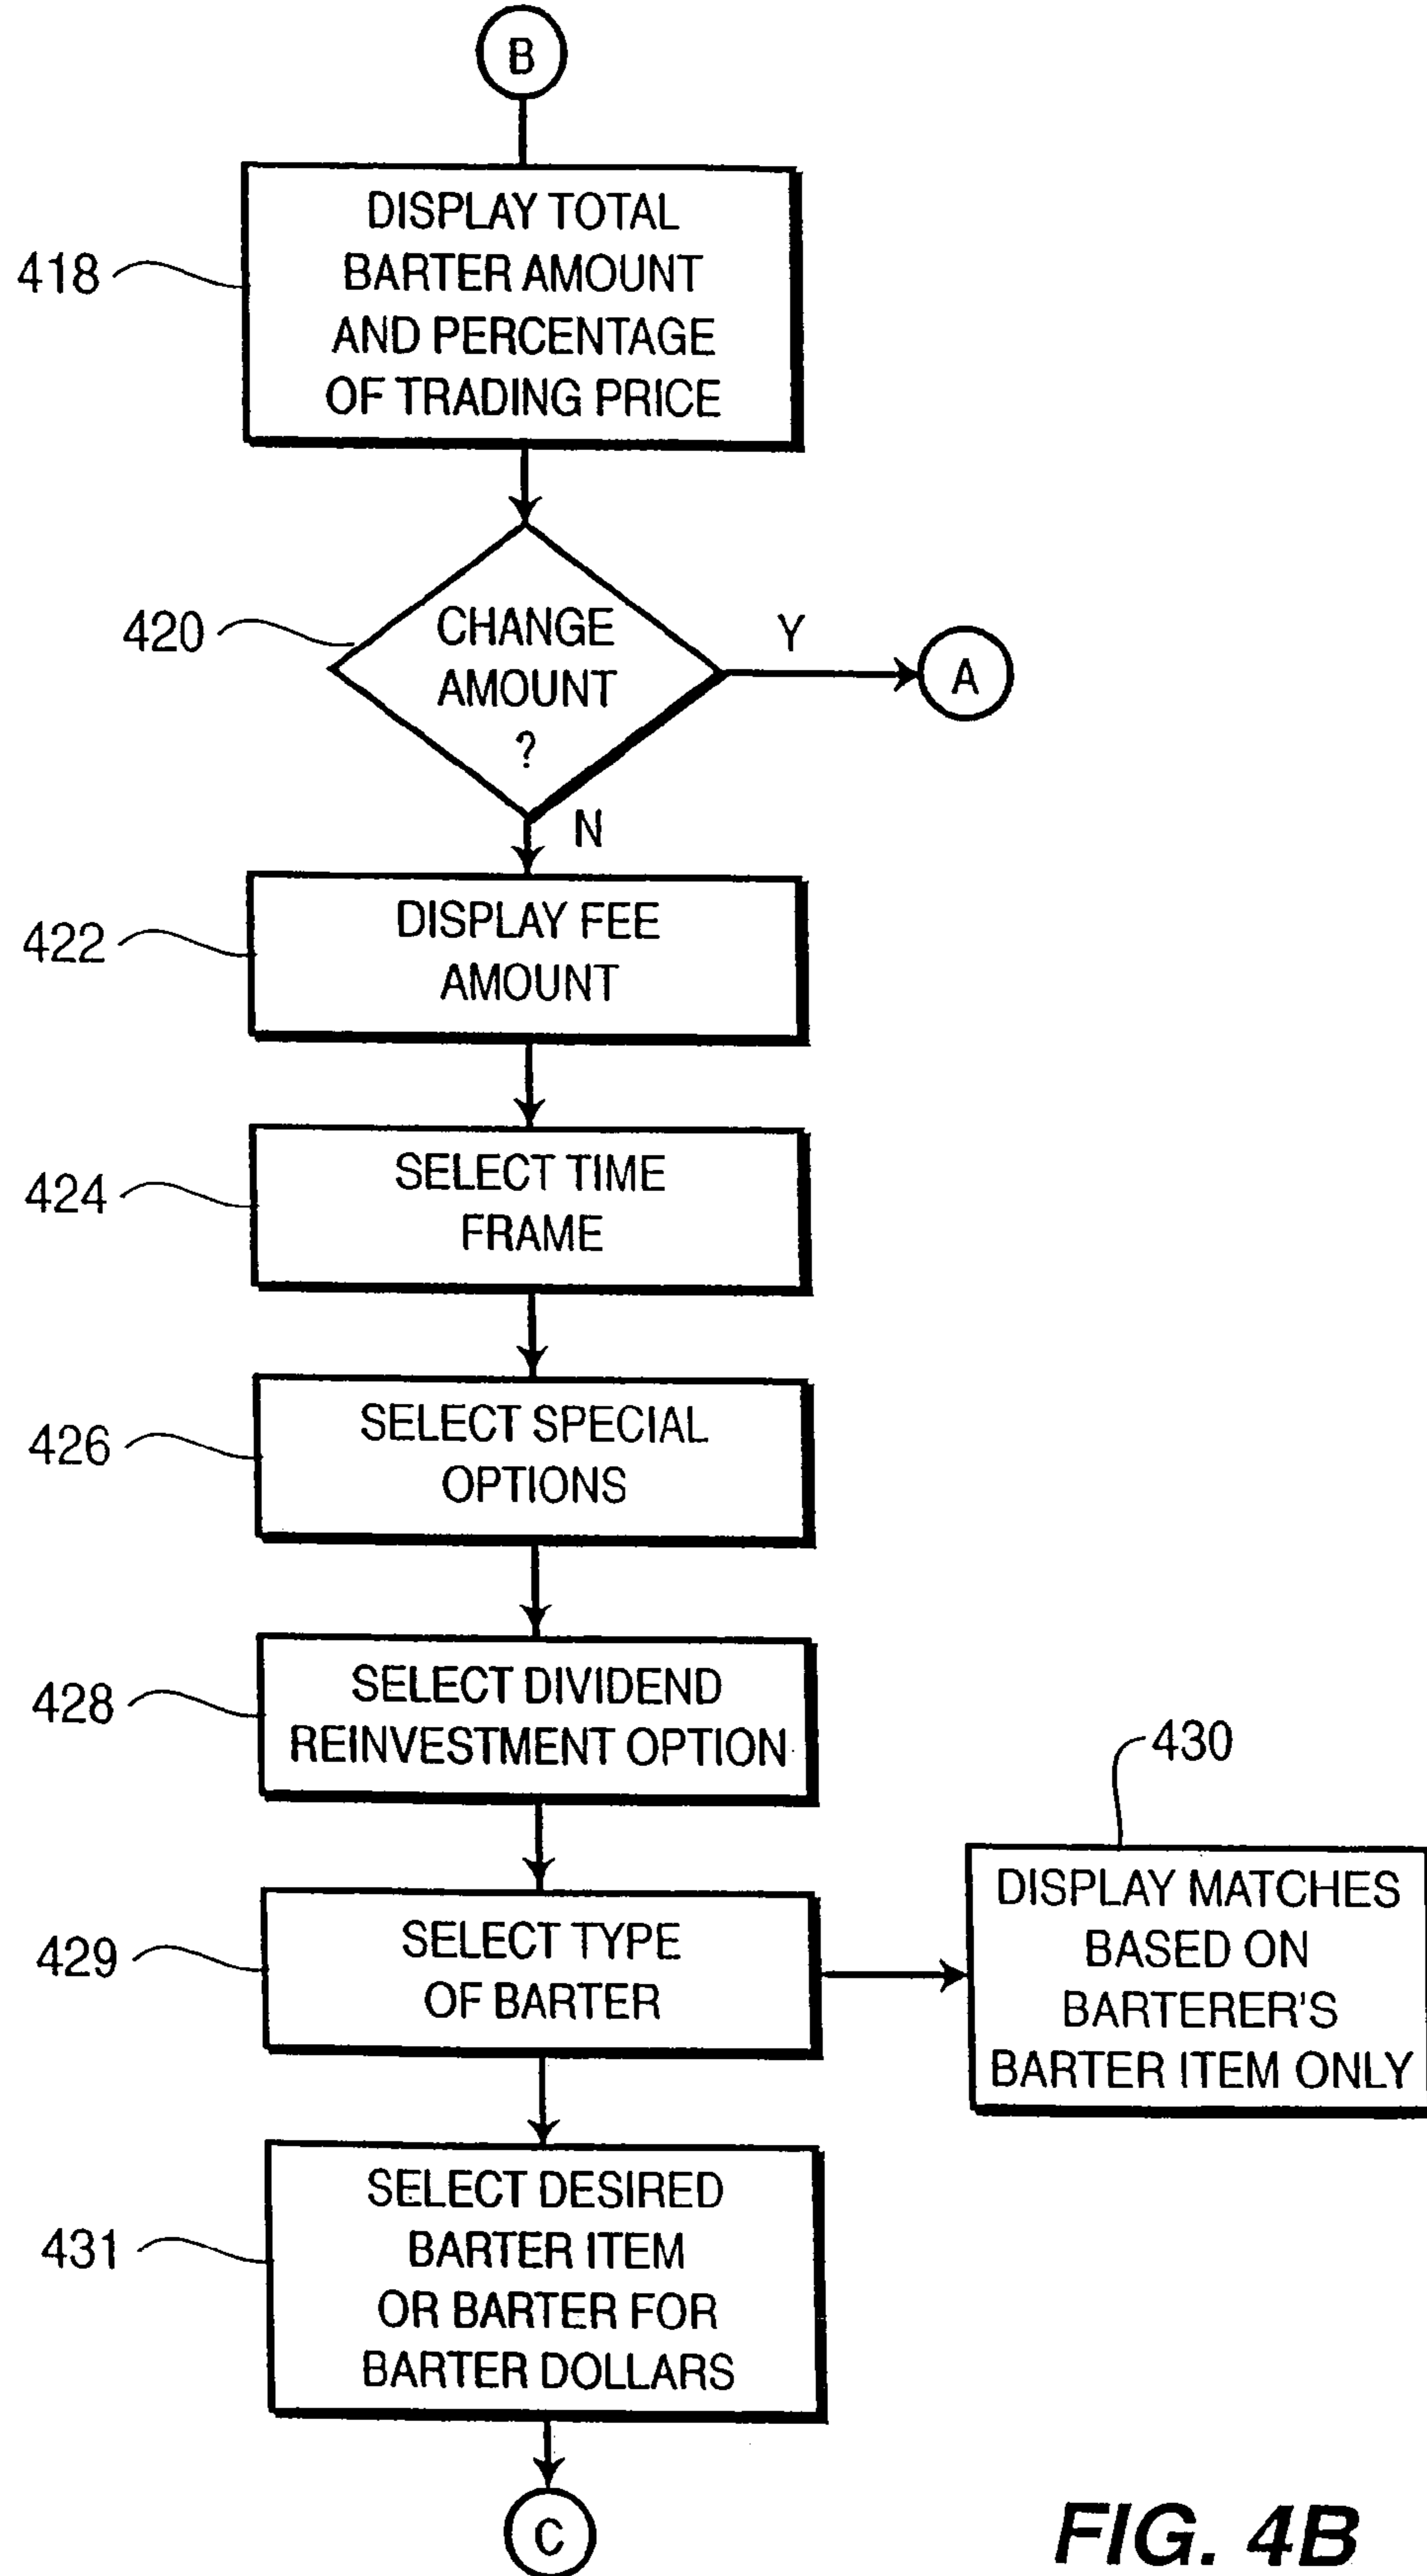 B
418
DISPLAY TOTAL
BARTER AMOUNT
AND PERCENTAGE
OF TRADING PRICE
420
CHANGE
AMOUNT
?
Y
A
N
422
DISPLAY FEE
AMOUNT
424
SELECT TIME
FRAME
426
SELECT SPECIAL
OPTIONS
428
SELECT DIVIDEND
REINVESTMENT OPTION
429
SELECT TYPE
OF BARTER
430
DISPLAY MATCHES
BASED ON
BARTERER'S
BARTER ITEM ONLY
431
SELECT DESIRED
BARTER ITEM
OR BARTER FOR
BARTER DOLLARS
C
FIG. 4B